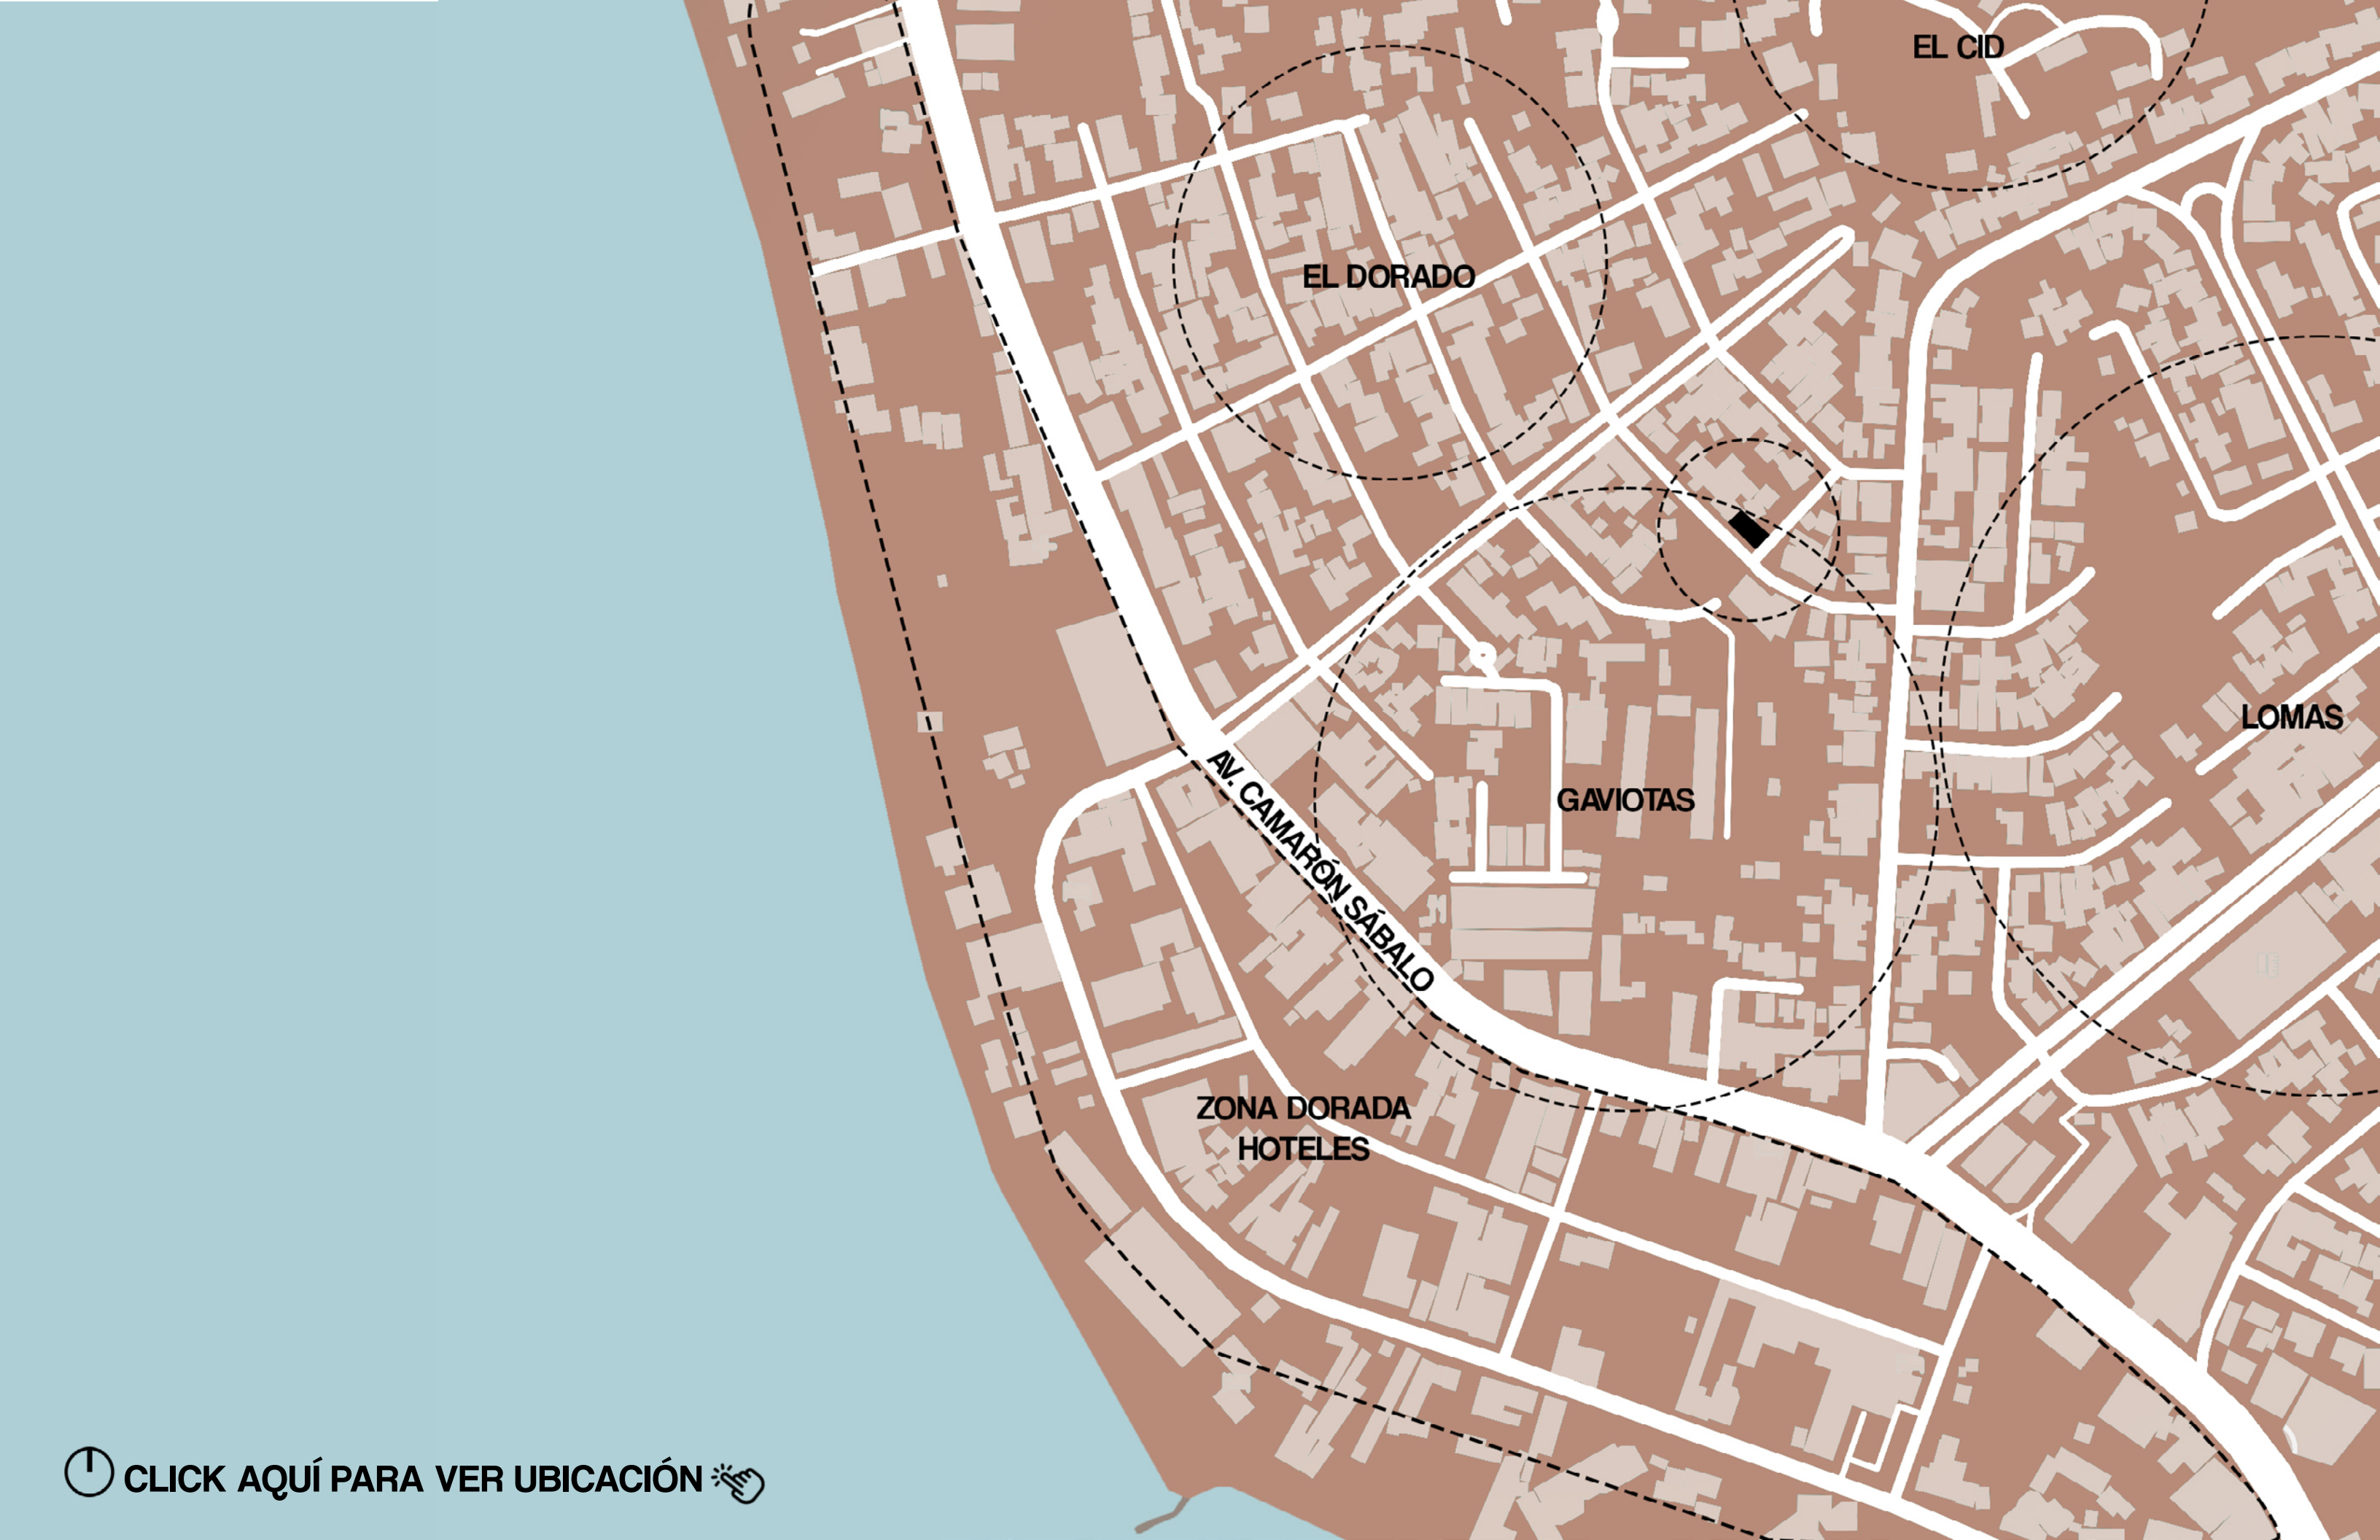 EL CID
EL DORADO
LOMAS
AV. CAMARÓN SÁBALO
GAVIOTAS
ZONA DORADA
HOTELES
CLICK AQUÍ PARA VER UBICACIÓN